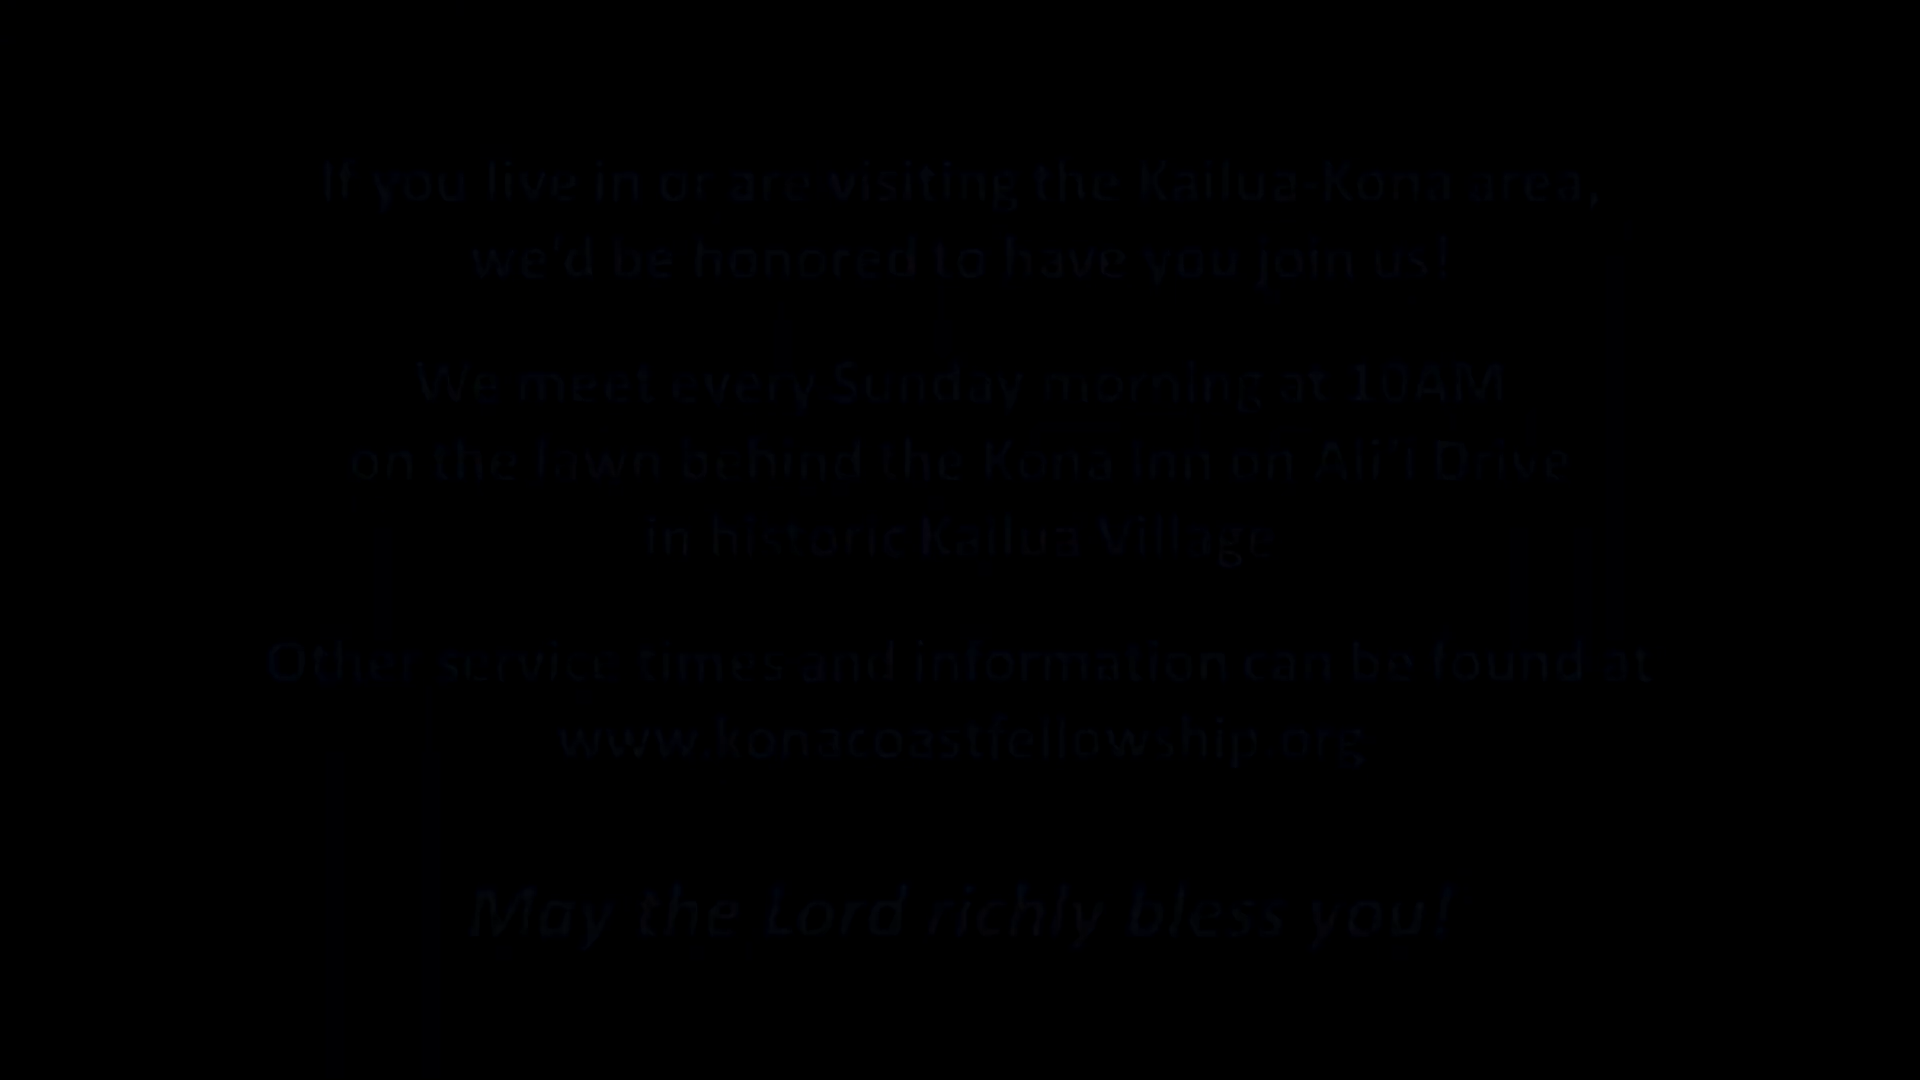 If you live in or are visiting the Kailua-Kona area,
we'd be honored to have you join us!
We meet every Sunday morning at 10AM
on the lawn behind the Kona Inn on Ali'i Drive
in historic Kailua Village
Other service times and information can be found at
www.konacoastfellowship.org
May the Lord richly bless you!